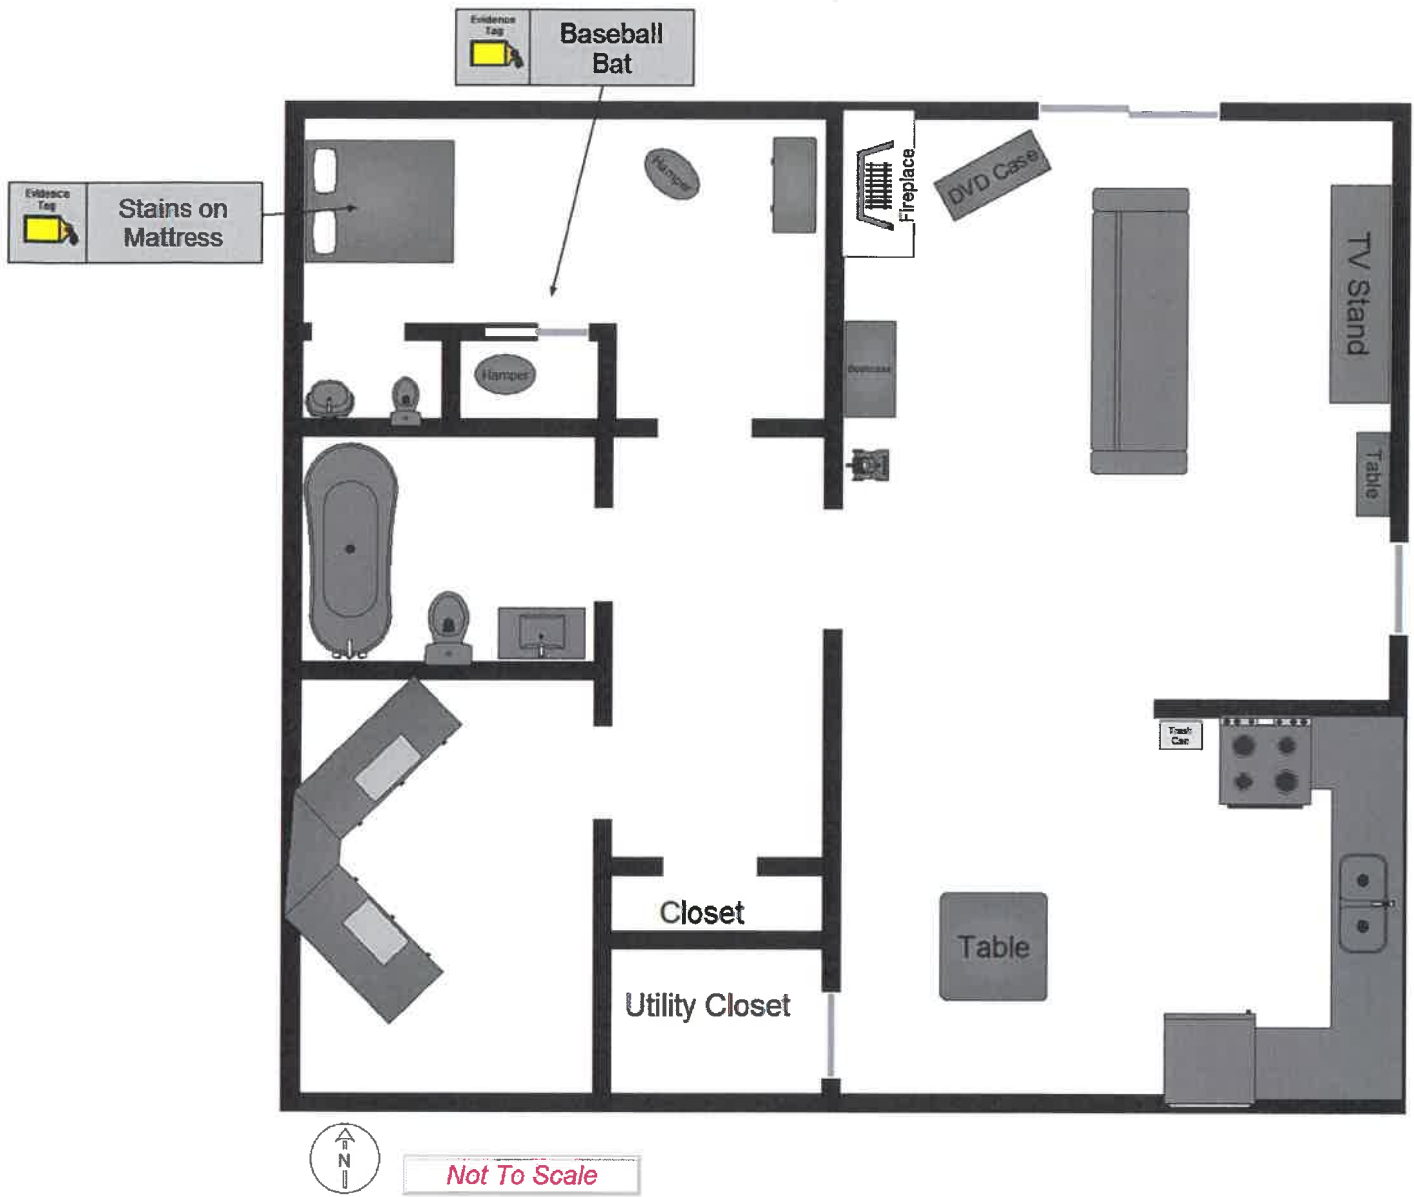 Evidence
Tag
Baseball
Bat
Evidence
Tag
Stains on
Mattress
Hamper
Fireplace
DVD Case
TV Stand
Hamper
Table
Trash
Can
Closet
Table
Utility Closet
N
Not To Scale